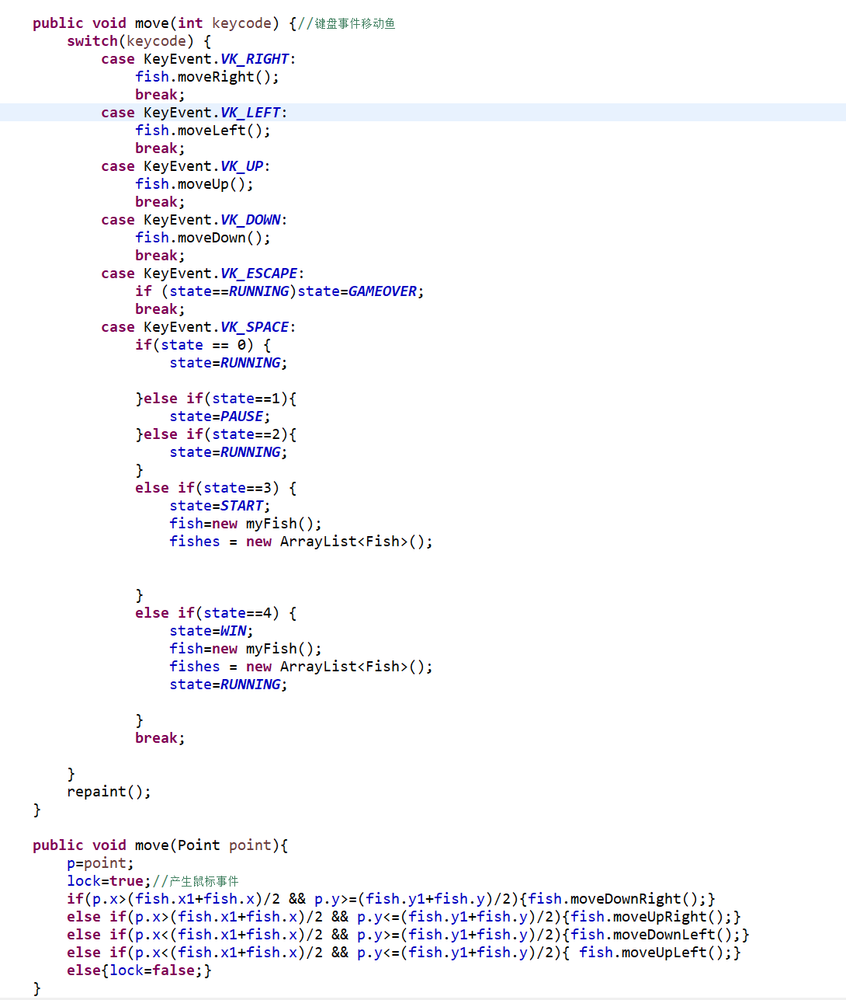 public void move(int keycode) {//键盘事件移动鱼
    switch(keycode) {
        case KeyEvent.VK_RIGHT:
            fish.moveRight();
            break;
        case KeyEvent.VK_LEFT:
            fish.moveLeft();
            break;
        case KeyEvent.VK_UP:
            fish.moveUp();
            break;
        case KeyEvent.VK_DOWN:
            fish.moveDown();
            break;
        case KeyEvent.VK_ESCAPE:
            if (state==RUNNING)state=GAMEOVER;
            break;
        case KeyEvent.VK_SPACE:
            if(state == 0) {
                state=RUNNING;
            }else if(state==1){
                state=PAUSE;
            }else if(state==2){
                state=RUNNING;
            }
            else if(state==3) {
                state=START;
                fish=new myFish();
                fishes = new ArrayList<Fish>();
            }
            else if(state==4) {
                state=WIN;
                fish=new myFish();
                fishes = new ArrayList<Fish>();
                state=RUNNING;
            }
            break;
    }
    repaint();
}
public void move(Point point){
    p=point;
    lock=true;//产生鼠标事件
    if(p.x>(fish.x1+fish.x)/2 && p.y>=(fish.y1+fish.y)/2){fish.moveDownRight();}
    else if(p.x>(fish.x1+fish.x)/2 && p.y<=(fish.y1+fish.y)/2){fish.moveUpRight();}
    else if(p.x<(fish.x1+fish.x)/2 && p.y>=(fish.y1+fish.y)/2){fish.moveDownLeft();}
    else if(p.x<(fish.x1+fish.x)/2 && p.y<=(fish.y1+fish.y)/2){ fish.moveUpLeft();}
    else{lock=false;}
}